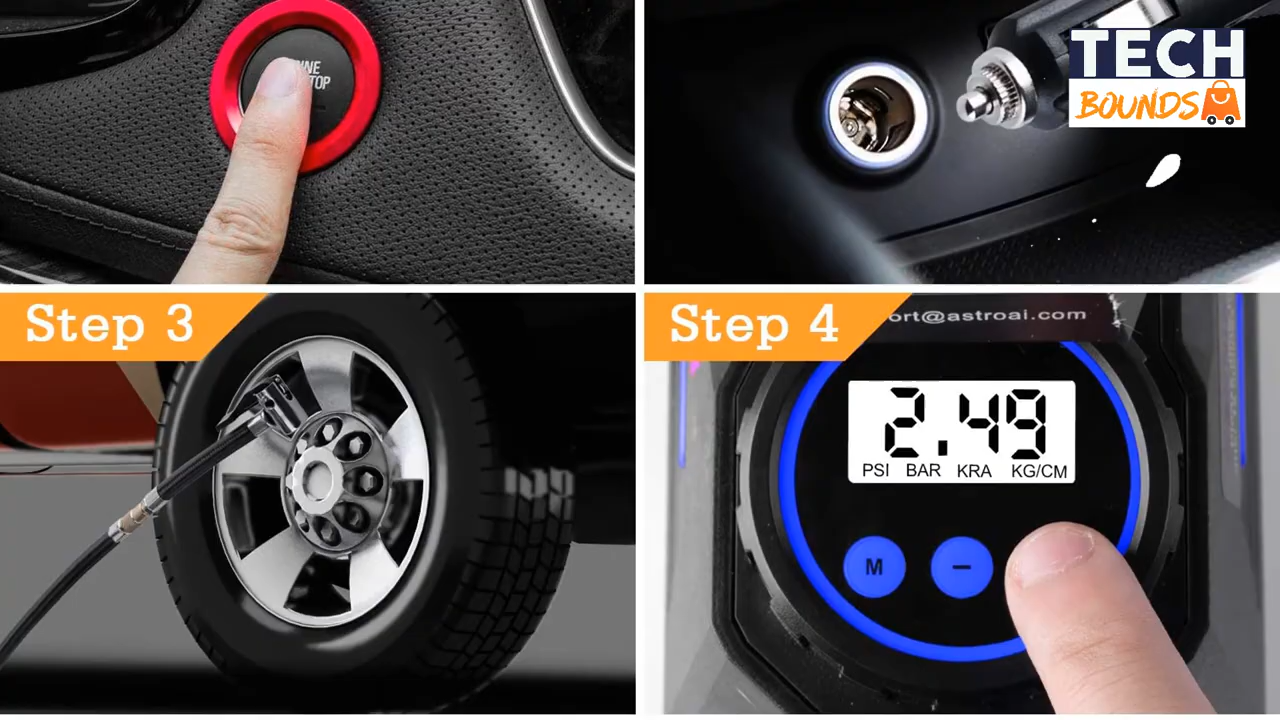 TECH
BOUNDS
Step 3
Step 4
ort@astroai.com
2.49
PSI BAR KRA KG/CM
M
−